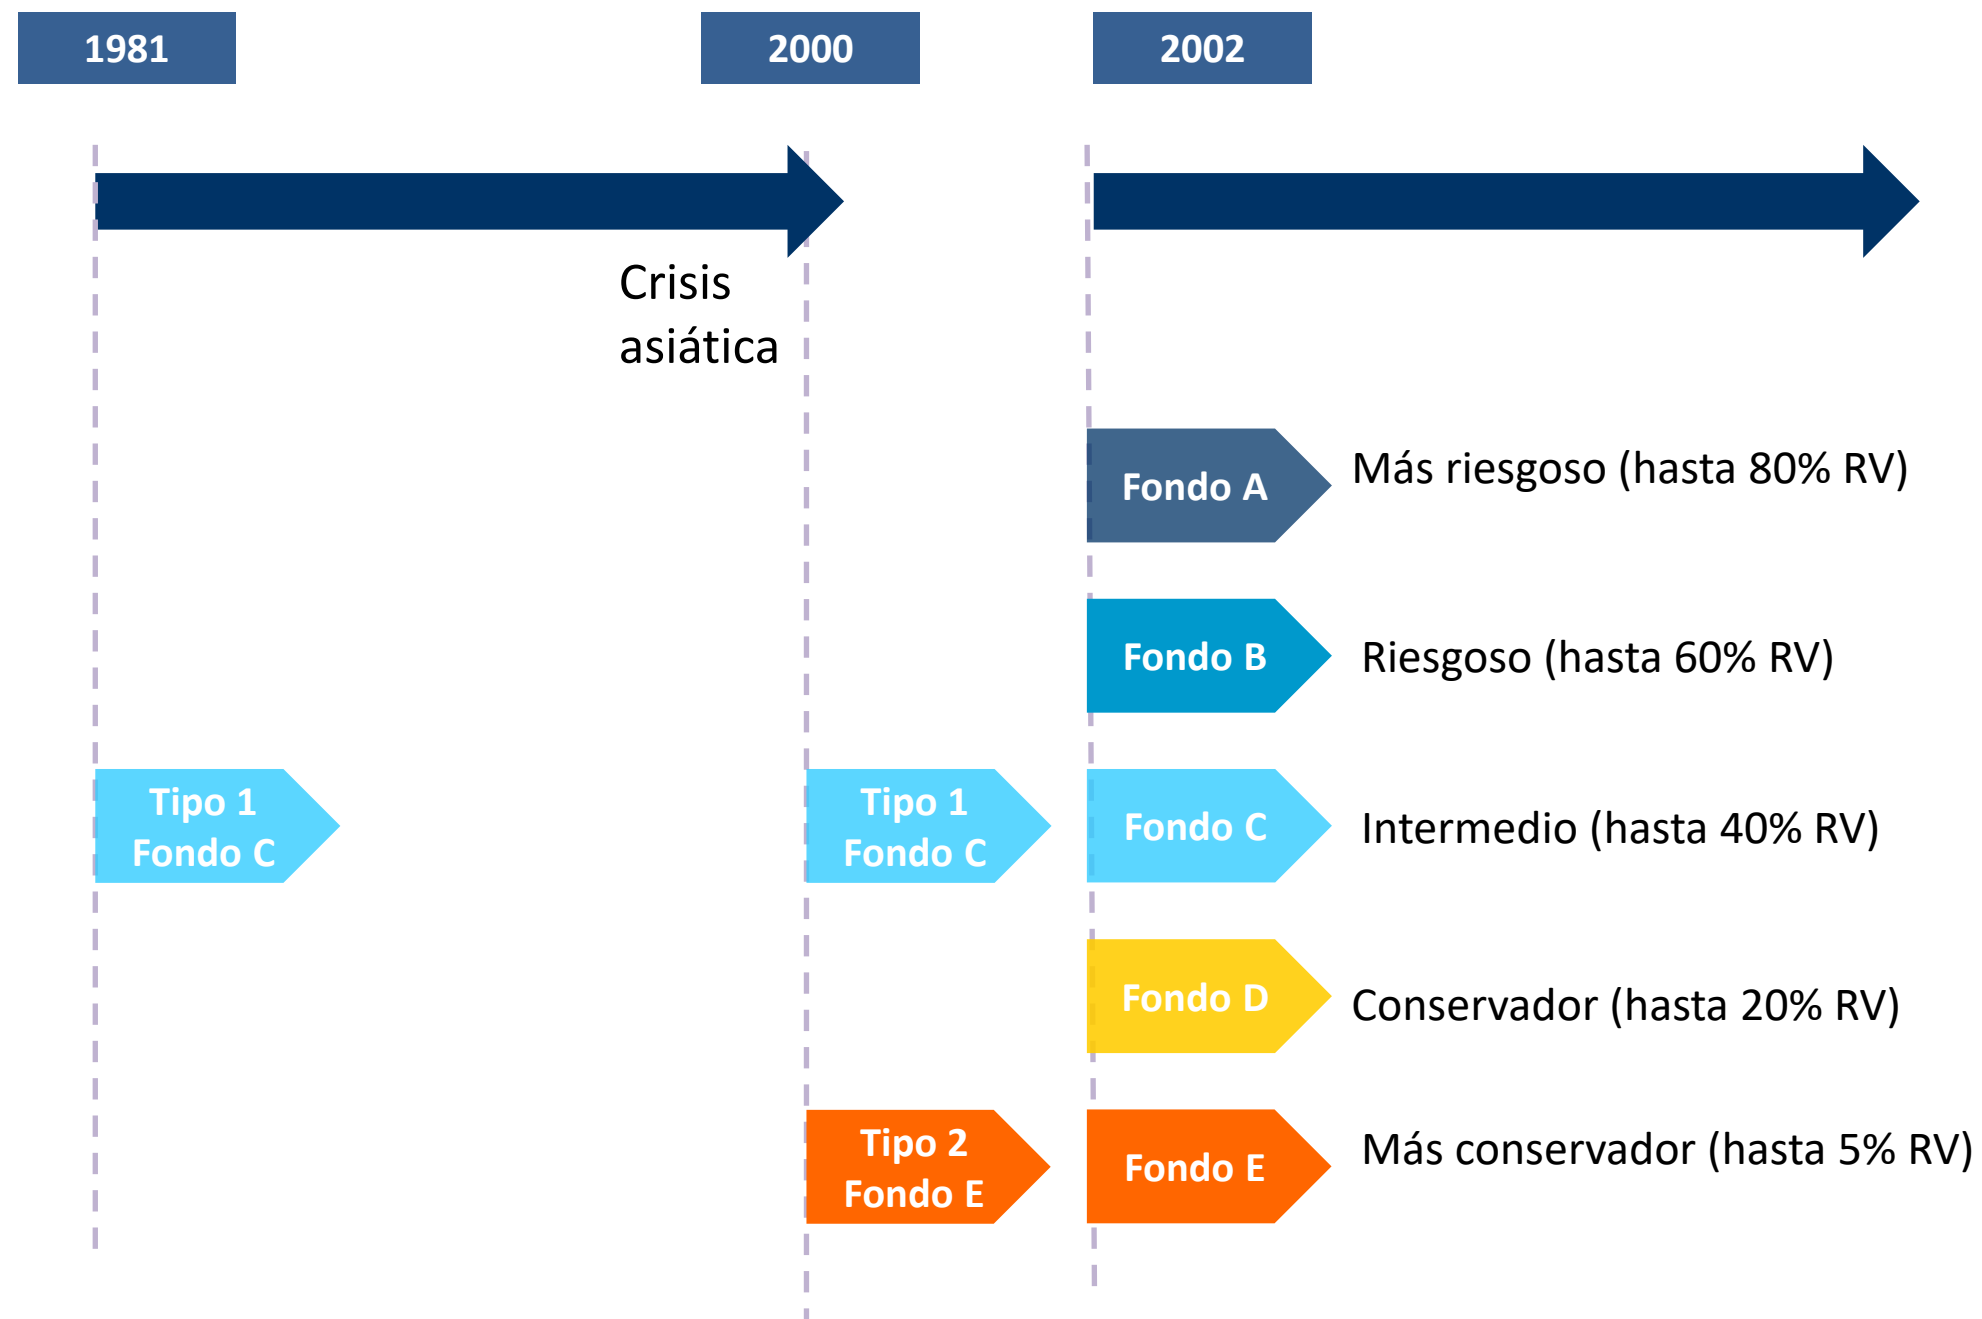 1981
2000
2002
Crisis
asiática
Fondo A
Más riesgoso (hasta 80% RV)
Fondo B
Riesgoso (hasta 60% RV)
Tipo 1
Fondo C
Tipo 1
Fondo C
Fondo C
Intermedio (hasta 40% RV)
Fondo D
Conservador (hasta 20% RV)
Tipo 2
Fondo E
Fondo E
Más conservador (hasta 5% RV)